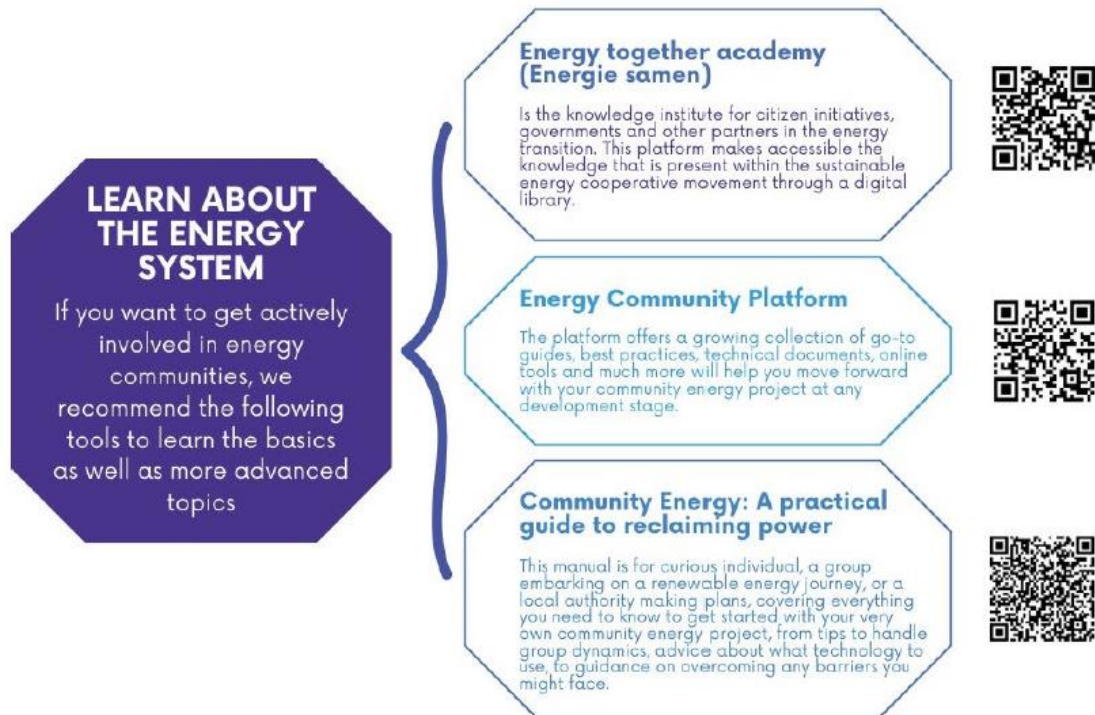 LEARN ABOUT
THE ENERGY
SYSTEM
If you want to get actively
involved in energy
communities, we
recommend the following
tools to learn the basics
as well as more advanced
topics
Energy together academy
(Energie samen)
Is the knowledge institute for citizen initiatives,
governments and other partners in the energy
transition. This platform makes accessible the
knowledge that is present within the sustainable
energy cooperative movement through a digital
library.
Energy Community Platform
The platform offers a growing collection of go-to
guides, best practices, technical documents, online
tools and much more will help you move forward
with your community energy project at any
development stage.
Community Energy: A practical
guide to reclaiming power
This manual is for curious individual, a group
embarking on a renewable energy journey, or a
local authority making plans, covering everything
you need to know to get started with your very
own community energy project, from tips to handle
group dynamics, advice about what technology to
use, to guidance on overcoming any barriers you
might face.